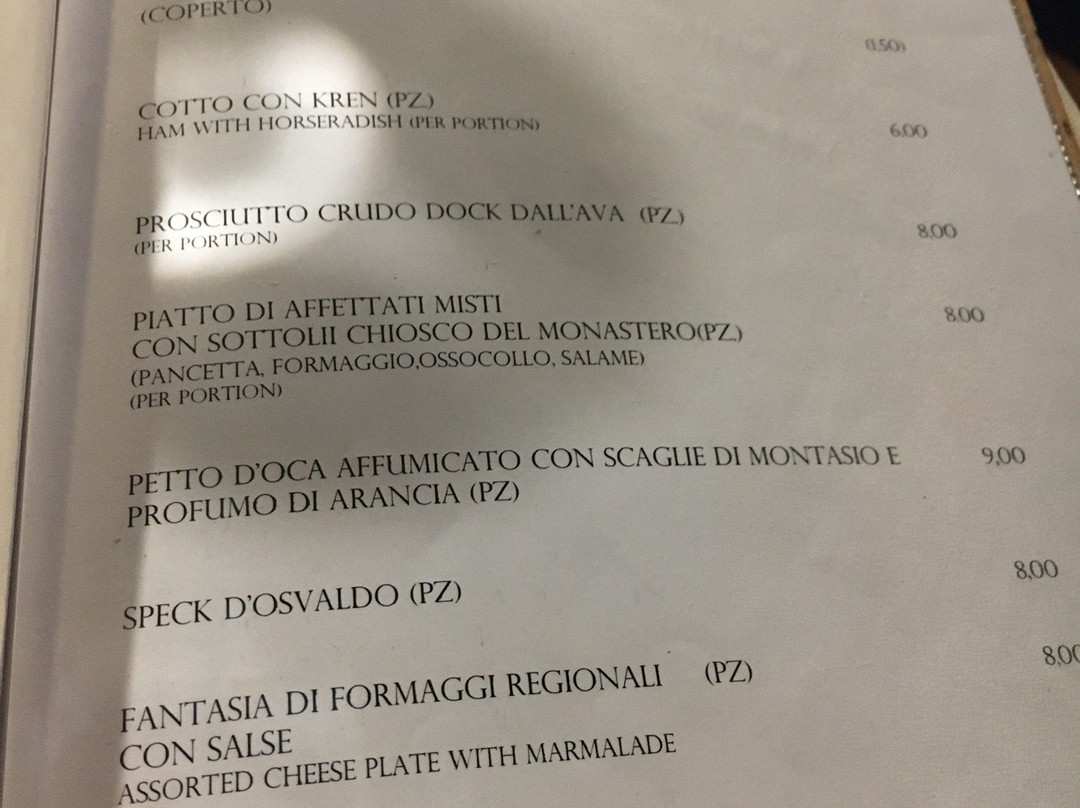 (COPERTO)
(1.50)
COTTO CON KREN (PZ.)
HAM WITH HORSERADISH (PER PORTION)
6.00
PROSCIUTTO CRUDO DOCK DALL'AVA (PZ.)
(PER PORTION)
8,00
PIATTO DI AFFETTATI MISTI
8.00
CON SOTTOLII CHIOSCO DEL MONASTERO(PZ.)
(PANCETTA, FORMAGGIO,OSSOCOLLO, SALAME)
(PER PORTION)
PETTO D'OCA AFFUMICATO CON SCAGLIE DI MONTASIO E
9,00
PROFUMO DI ARANCIA (PZ)
SPECK D'OSVALDO (PZ)
8,00
FANTASIA DI FORMAGGI REGIONALI (PZ)
8,00
CON SALSE
ASSORTED CHEESE PLATE WITH MARMALADE